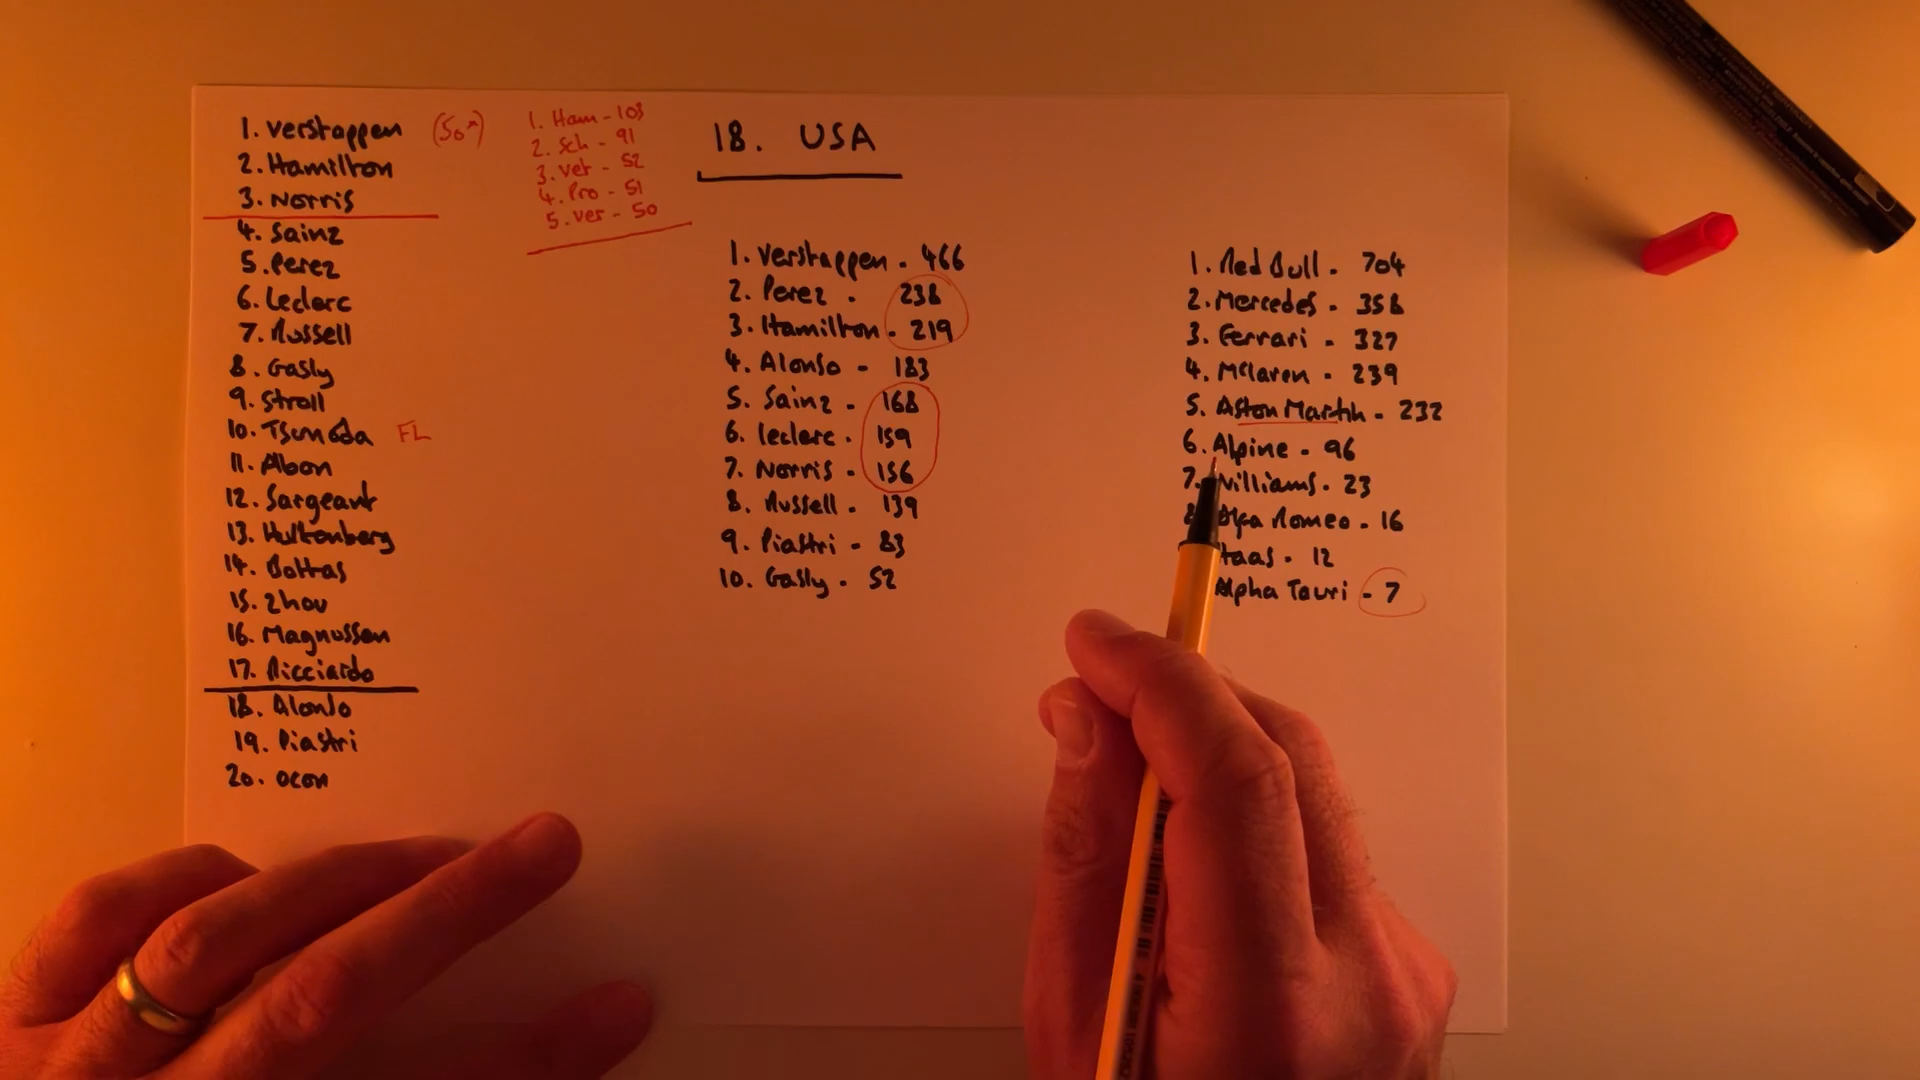 1. Verstappen (50*)
2. Hamilton
3. Norris
4. Sainz
5. Perez
6. Leclerc
7. Russell
8. Gasly
9. Stroll
10. Tsunoda FL
11. Albon
12. Sargeant
13. Hulkenberg
14. Bottas
15. Zhou
16. Magnussen
17. Ricciardo
18. Alonso
19. Piastri
20. Ocon
1. Ham - 103
2. Sch - 91
3. Vet - 52
4. Pro - 51
5. Ver - 50
18. USA
1. Verstappen - 466
2. Perez - 238
3. Hamilton - 219
4. Alonso - 183
5. Sainz - 168
6. Leclerc - 159
7. Norris - 156
8. Russell - 139
9. Piastri - 83
10. Gasly - 52
1. Red Bull - 704
2. Mercedes - 358
3. Ferrari - 327
4. Mclaren - 239
5. Aston Martin - 232
6. Alpine - 96
7. Williams - 23
8 Alfa Romeo - 16
Haas - 12
Alpha Tauri - 7